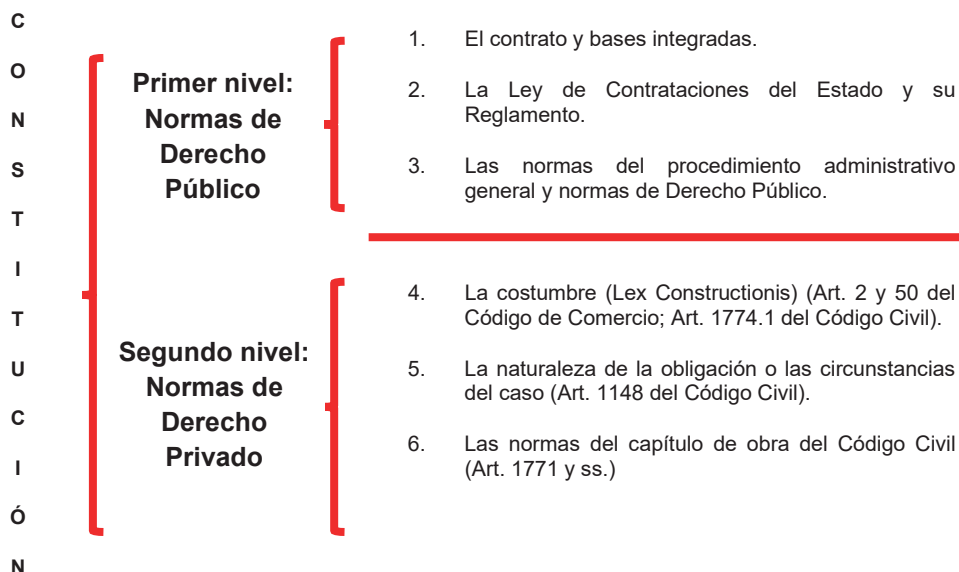 C
O
N
S
T
I
T
U
C
I
Ó
N
Primer nivel:
Normas de
Derecho
Público
1. El contrato y bases integradas.
2. La Ley de Contrataciones del Estado y su
Reglamento.
3. Las normas del procedimiento administrativo
general y normas de Derecho Público.
Segundo nivel:
Normas de
Derecho
Privado
4. La costumbre (Lex Constructionis) (Art. 2 y 50 del
Código de Comercio; Art. 1774.1 del Código Civil).
5. La naturaleza de la obligación o las circunstancias
del caso (Art. 1148 del Código Civil).
6. Las normas del capítulo de obra del Código Civil
(Art. 1771 y ss.)